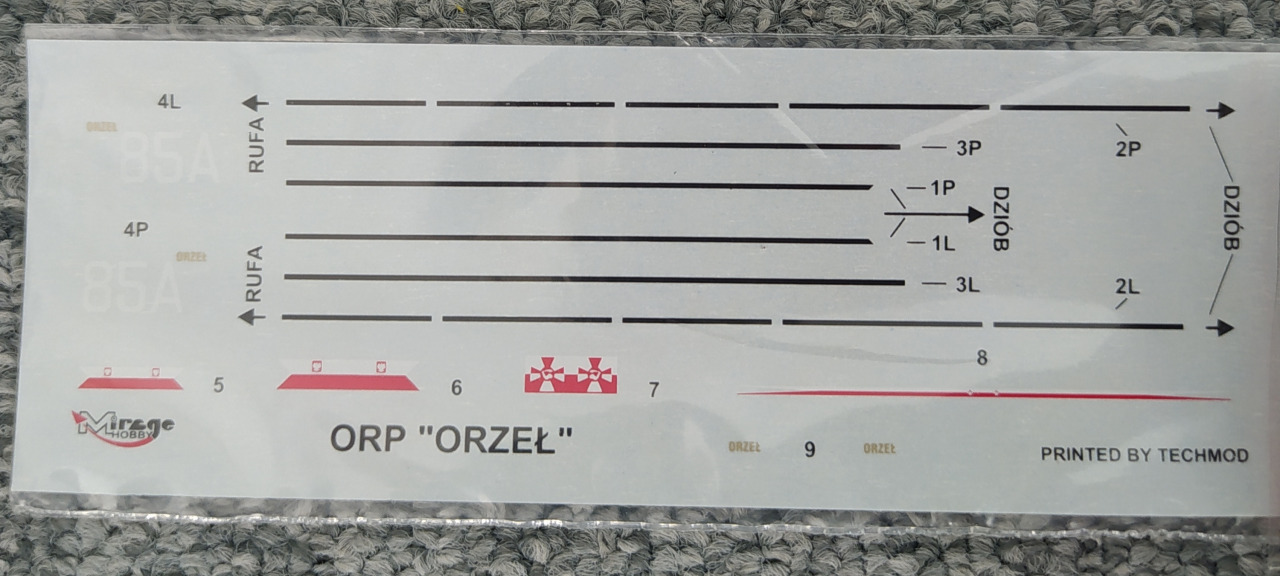 4L
ORZEŁ
85A
RUFA
3P
2P
1P
DZIÓB
DZIÓB
4P
ORZEŁ
85A
RUFA
1L
3L
2L
5
6
7
8
Mirage
HOBBY
ORP "ORZEŁ"
ORZEŁ
9
ORZEŁ
PRINTED BY TECHMOD